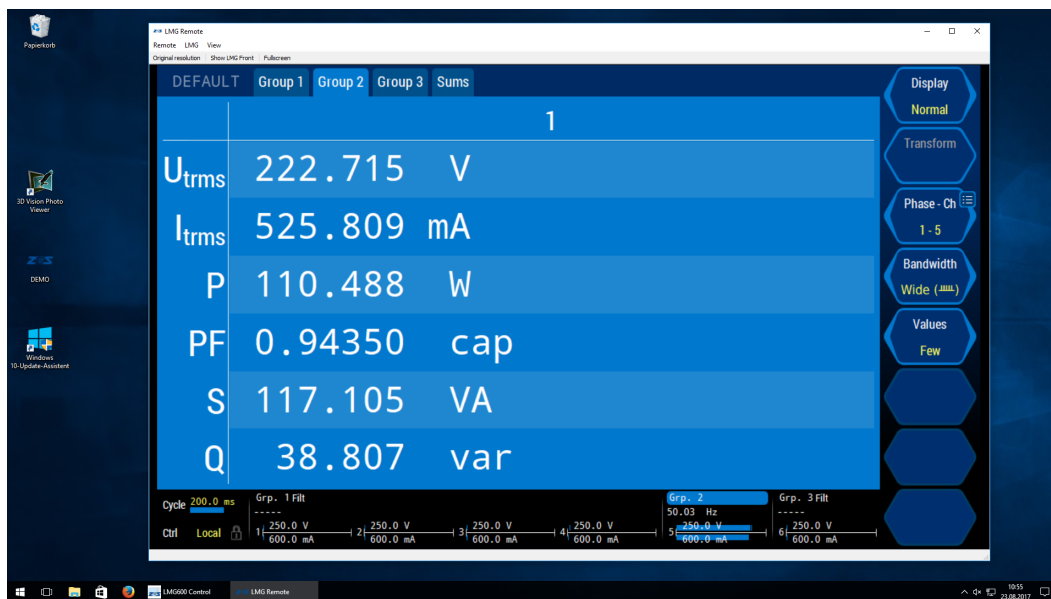 Papierkorb
3D Vision Photo
Viewer
ZES
DEMO
Windows
10-Update-Assistent
ZES LMG Remote
Remote LMG View
Original resolution Show LMG Front Fullscreen
DEFAULT Group 1 Group 2 Group 3 Sums
1
Utrms 222.715 V
Itrms 525.809 mA
P 110.488 W
PF 0.94350 cap
S 117.105 VA
Q 38.807 var
Display
Normal
Transform
Phase - Ch
1 - 5
Bandwidth
Wide ( )
Values
Few
Cycle 200.0 ms
Ctrl Local
Grp. 1 Filt
-----
1 250.0 V
600.0 mA
2 250.0 V
600.0 mA
3 250.0 V
600.0 mA
4 250.0 V
600.0 mA
Grp. 2
50.03 Hz
5 250.0 V
600.0 mA
Grp. 3 Filt
-----
6 250.0 V
600.0 mA
ZES LMG600 Control
ZES LMG Remote
10:55
23.08.2017